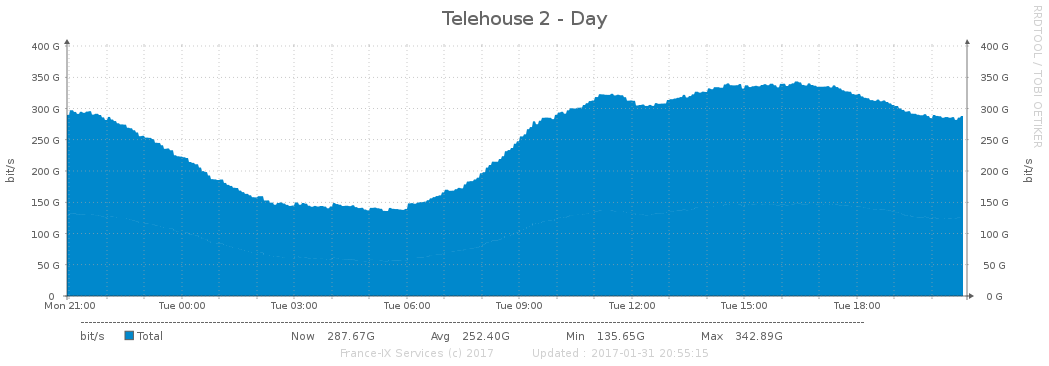 Telehouse 2 - Day
RRDTOOL / TOBI OETIKER
bit/s
400 G
350 G
300 G
250 G
200 G
150 G
100 G
50 G
0
400 G
350 G
300 G
250 G
200 G
150 G
100 G
50 G
0 G
bit/s
Mon 21:00 Tue 00:00 Tue 03:00 Tue 06:00 Tue 09:00 Tue 12:00 Tue 15:00 Tue 18:00
bit/s Total Now 287.67G Avg 252.40G Min 135.65G Max 342.89G
France-IX Services (c) 2017 Updated : 2017-01-31 20:55:15